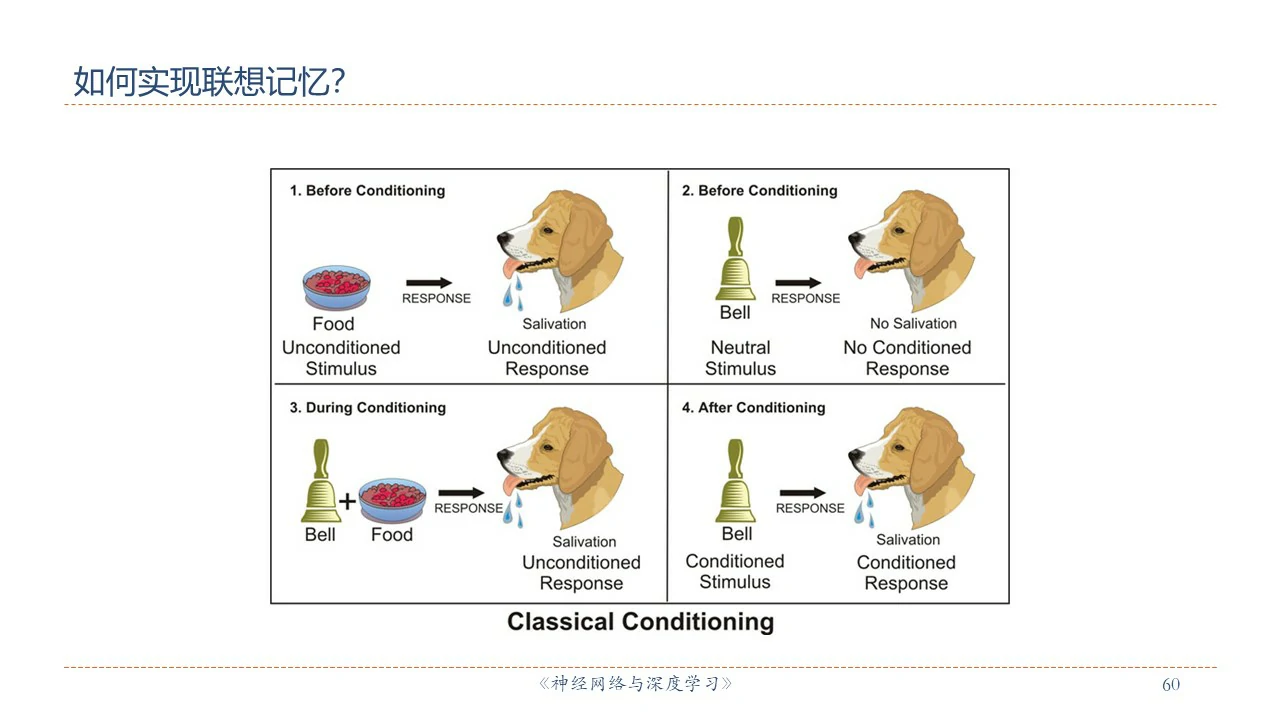 如何实现联想记忆?
1. Before Conditioning
RESPONSE
Food
Salivation
Unconditioned
Stimulus
Unconditioned
Response
2. Before Conditioning
RESPONSE
Bell
No Salivation
Neutral
Stimulus
No Conditioned
Response
3. During Conditioning
+
RESPONSE
Bell
Food
Salivation
Unconditioned
Response
4. After Conditioning
RESPONSE
Bell
Salivation
Conditioned
Stimulus
Conditioned
Response
Classical Conditioning
《神经网络与深度学习》
60